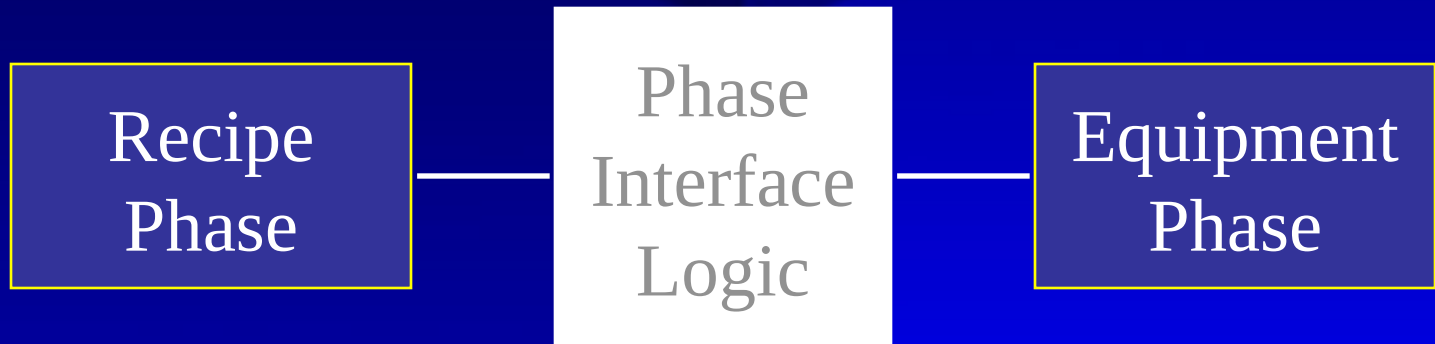 Recipe
Phase
Phase
Interface
Logic
Equipment
Phase